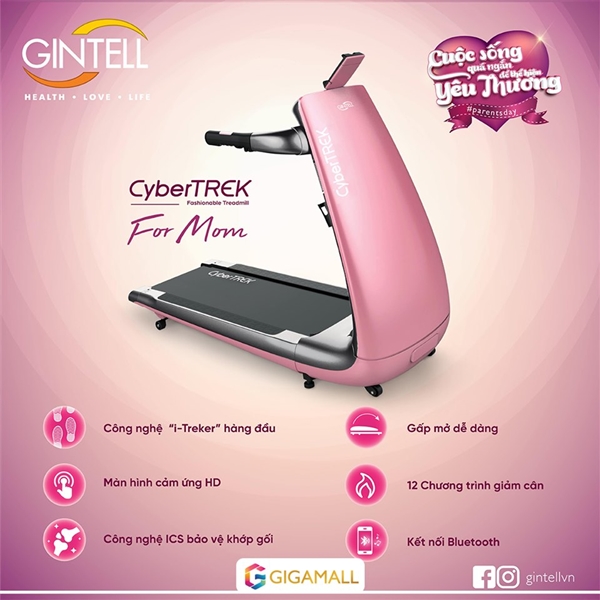 GINTELL
HEALTH • LOVE • LIFE
Cuộc sống
quá ngắn để thể hiện
Yêu Thương
#parentsday
CyberTREK
Fashionable Treadmill
For Mom
CyberTREK
CyberTREK
Công nghệ “i-Treker” hàng đầu
Gấp mở dễ dàng
Màn hình cảm ứng HD
12 Chương trình giảm cân
Công nghệ ICS bảo vệ khớp gối
Kết nối Bluetooth
GIGAMALL
gintellvn